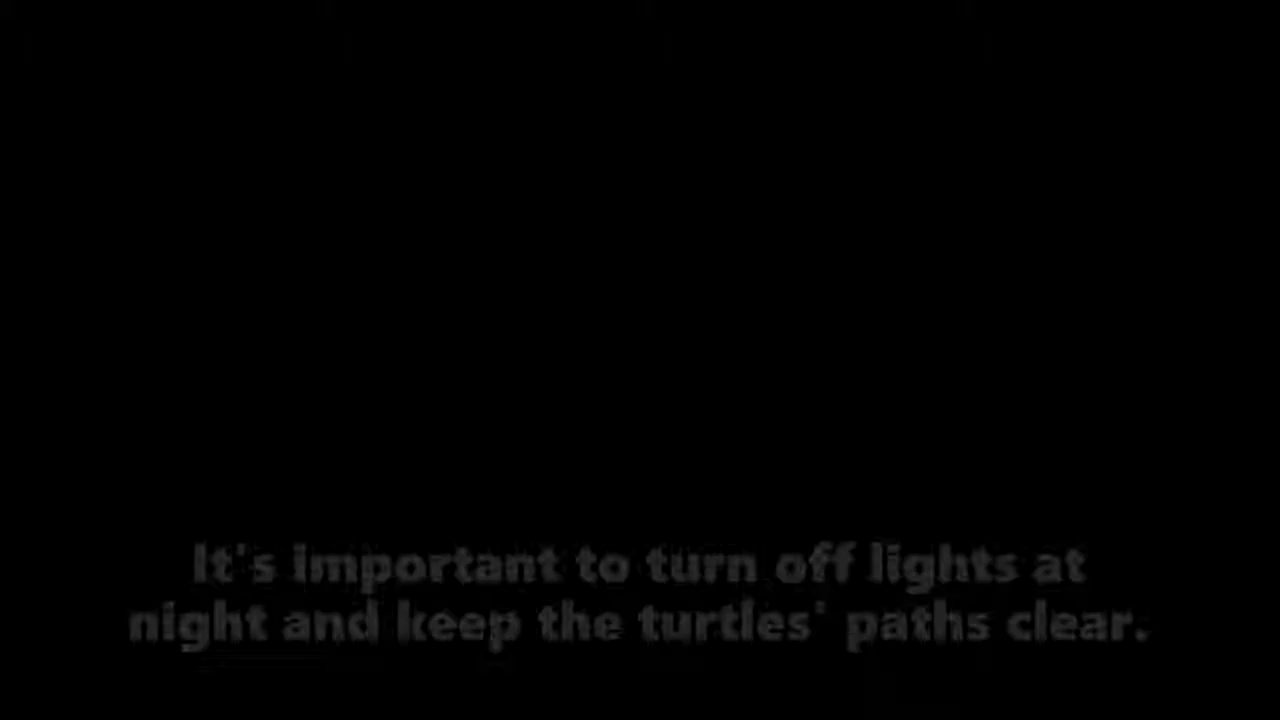 It's important to turn off lights at
night and keep the turtles' paths clear.